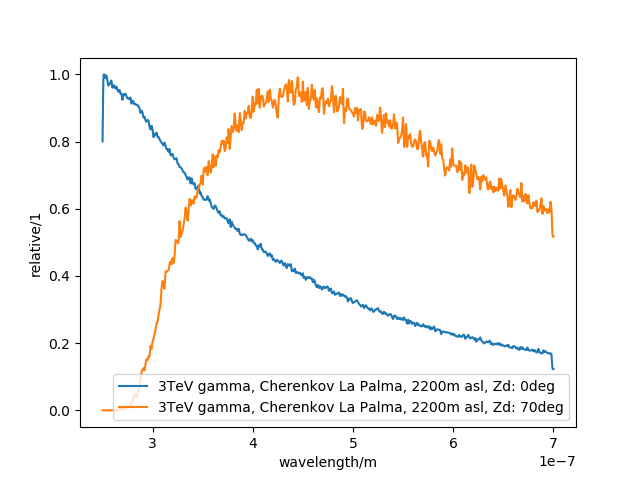 1.0
0.8
0.6
0.4
0.2
0.0
relative/1
3TeV gamma, Cherenkov La Palma, 2200m asl, Zd: 0deg
3TeV gamma, Cherenkov La Palma, 2200m asl, Zd: 70deg
3 4 5 6 7
1e−7
wavelength/m